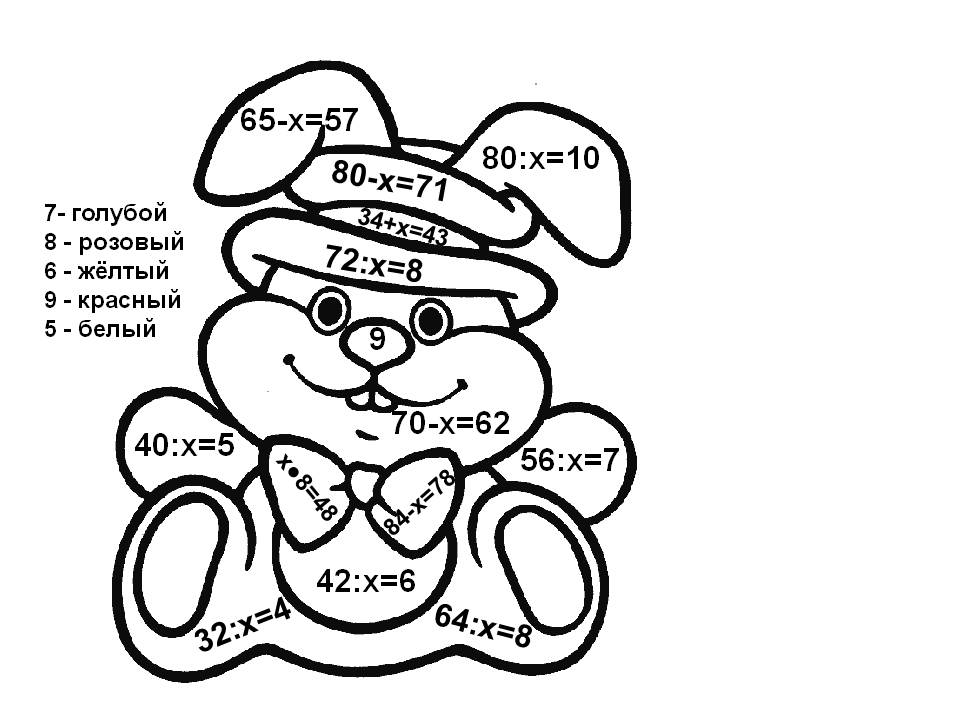 65-х=57
80:х=10
80-х=71
34+х=43
72:х=8
7- голубой
8 - розовый
6 - жёлтый
9 - красный
5 - белый
9
70-х=62
40:х=5
56:х=7
х•8=48
84-х=78
42:х=6
32:х=4
64:х=8